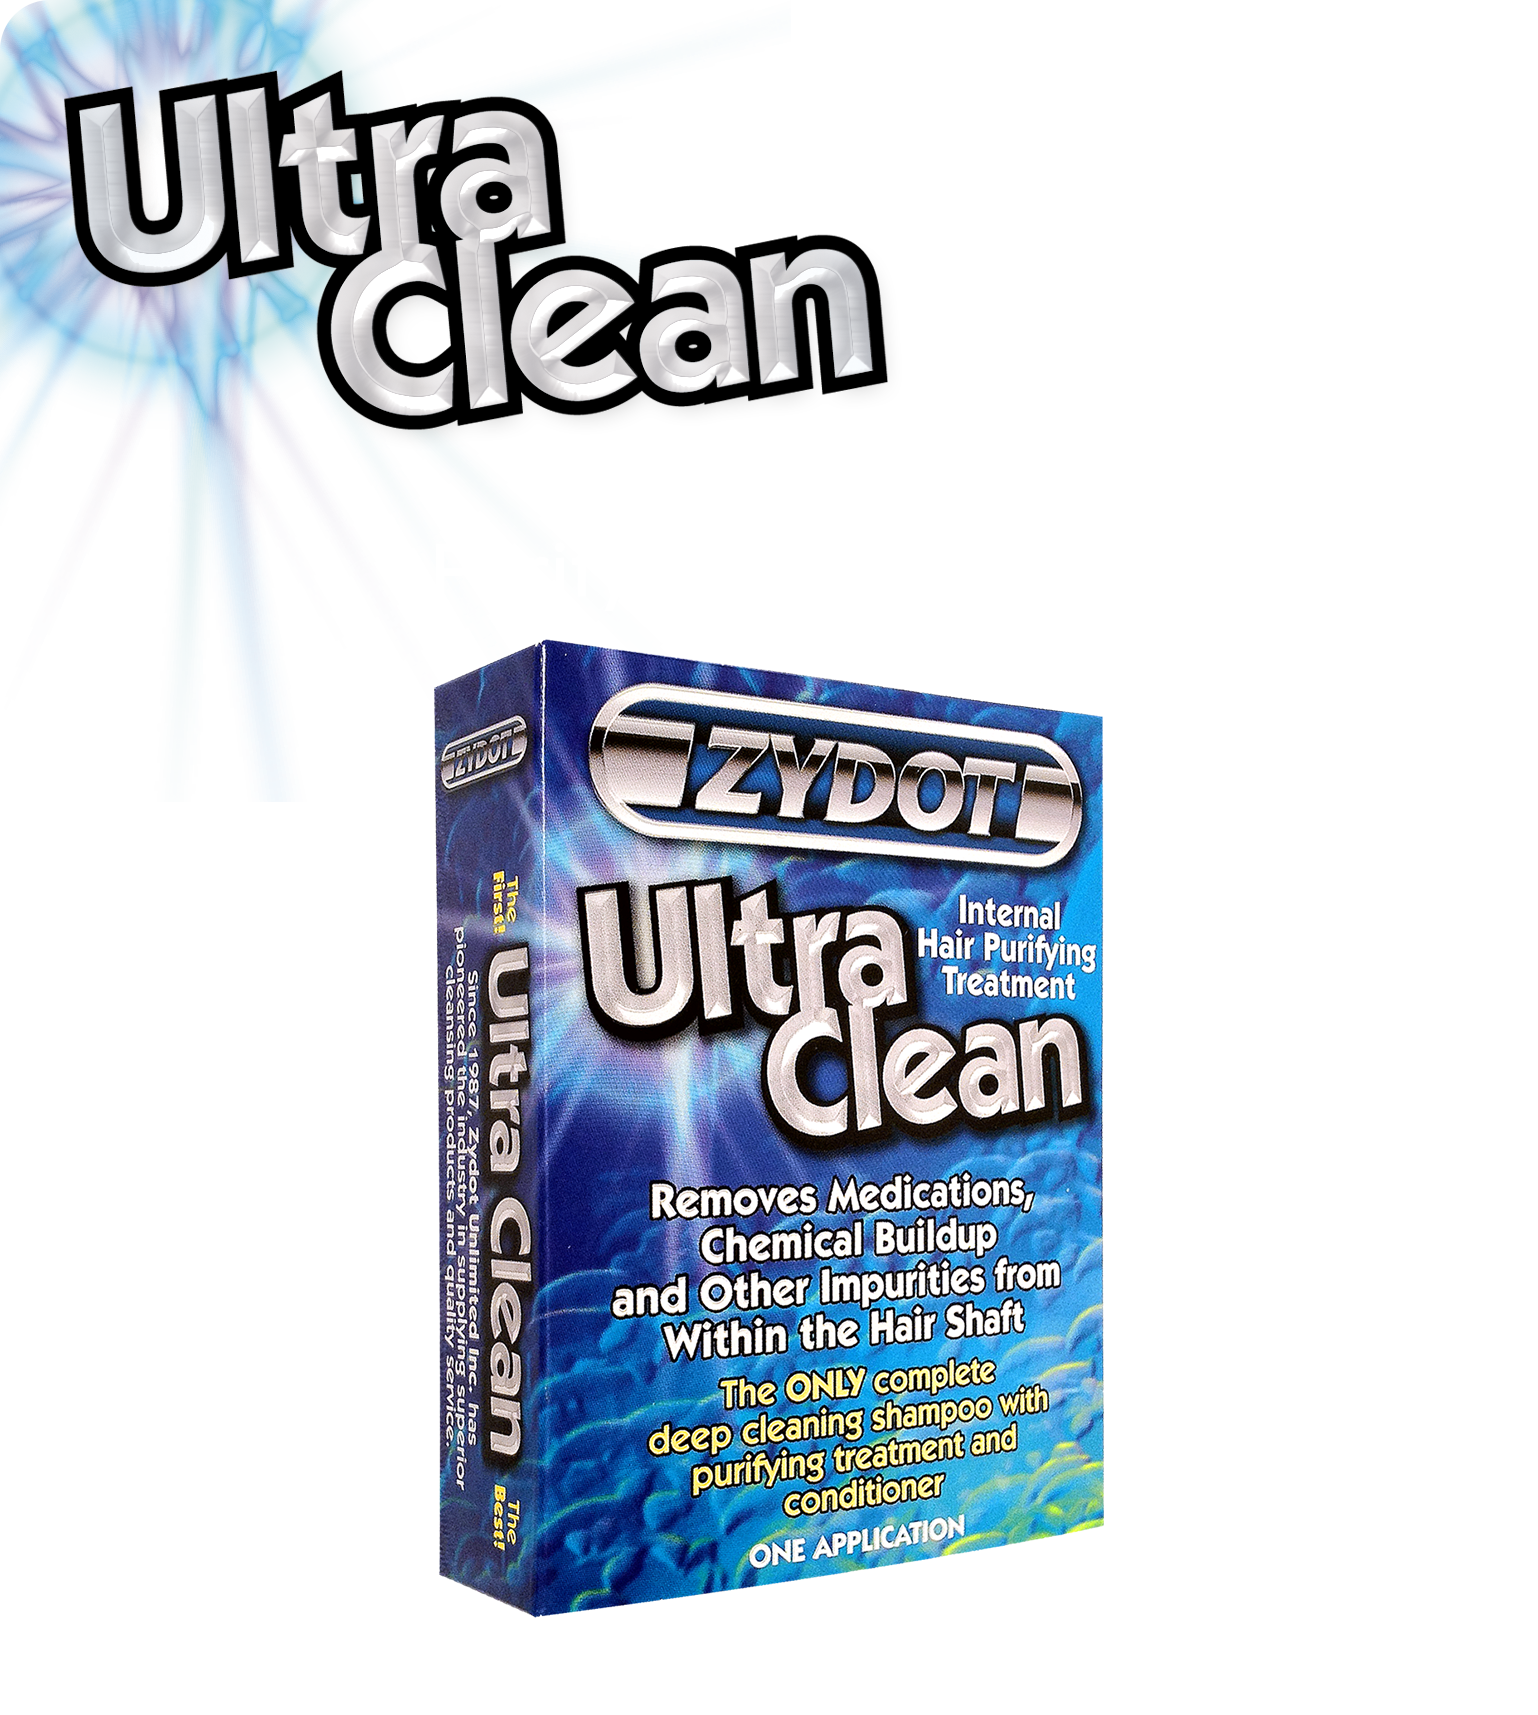 Ultra
Clean
ZYDOT
The
First!
Ultra Clean
The
Best!
Since 1987, Zydot Unlimited Inc. has
pioneered the industry in supplying superior
cleansing products and quality service.
ZYDOT
Ultra
Clean
Internal
Hair Purifying
Treatment
Removes Medications,
Chemical Buildup
and Other Impurities from
Within the Hair Shaft
The ONLY complete
deep cleaning shampoo with
purifying treatment and
conditioner
ONE APPLICATION